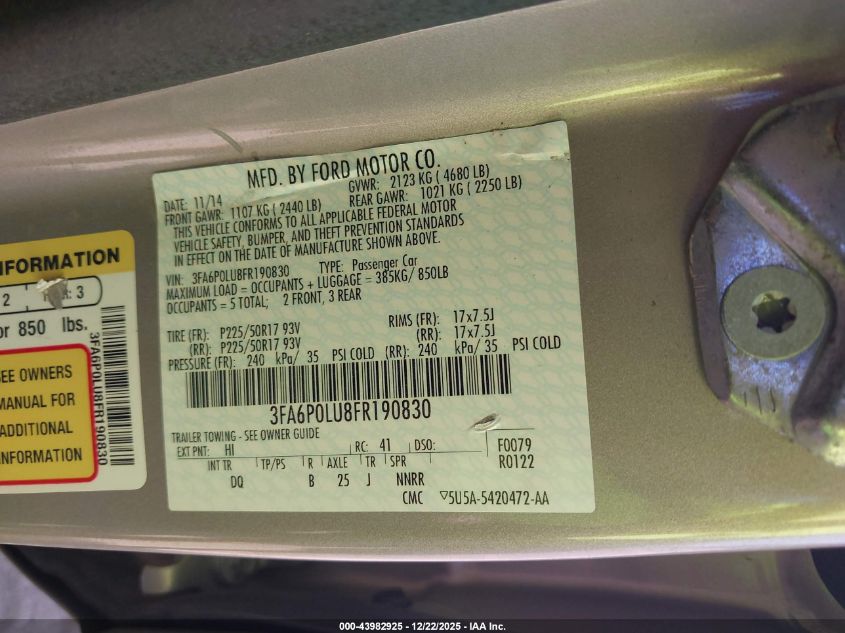 MFD. BY FORD MOTOR CO.
DATE: 11/14 GVWR: 2123 KG ( 4680 LB)
FRONT GAWR: 1107 KG ( 2440 LB) REAR GAWR: 1021 KG ( 2250 LB)
THIS VEHICLE CONFORMS TO ALL APPLICABLE FEDERAL MOTOR
VEHICLE SAFETY, BUMPER, AND THEFT PREVENTION STANDARDS
IN EFFECT ON THE DATE OF MANUFACTURE SHOWN ABOVE.
VIN: 3FA6P0LU8FR190830 TYPE: Passenger Car
MAXIMUM LOAD = OCCUPANTS + LUGGAGE = 385KG/ 850LB
OCCUPANTS = 5 TOTAL; 2 FRONT, 3 REAR
TIRE (FR): P225/50R17 93V RIMS (FR): 17x7.5J
(RR): P225/50R17 93V (RR): 17x7.5J
PRESSURE (FR): 240 kPa/ 35 PSI COLD (RR): 240 kPa/ 35 PSI COLD
3FA6P0LU8FR190830
TRAILER TOWING - SEE OWNER GUIDE
EXT PNT: HI RC: 41 DSO: F0079
R0122
INT TR TP/PS R AXLE TR SPR
DQ B 25 J NNRR
CMC ▽5U5A-5420472-AA
INFORMATION
2 3
or 850 lbs.
SEE OWNERS
MANUAL FOR
ADDITIONAL
INFORMATION
3FA6P0LU8FR190830
000-43982925 - 12/22/2025 - IAA Inc.